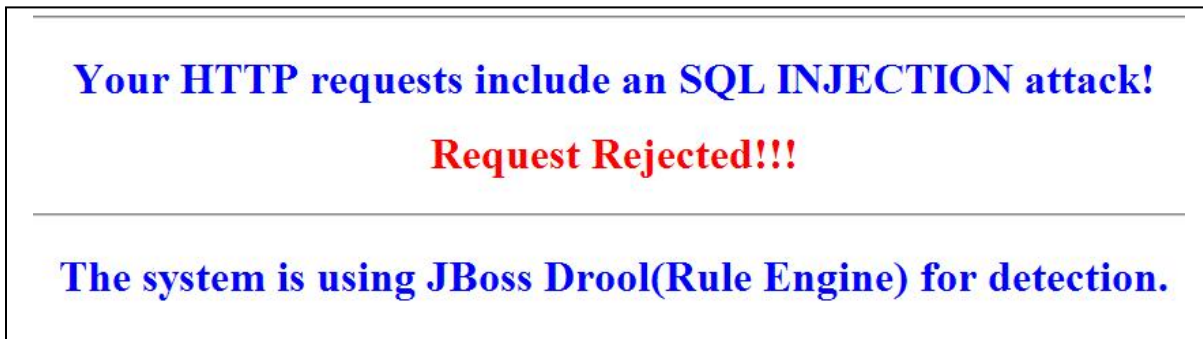 Your HTTP requests include an SQL INJECTION attack!
Request Rejected!!!
The system is using JBoss Drool(Rule Engine) for detection.